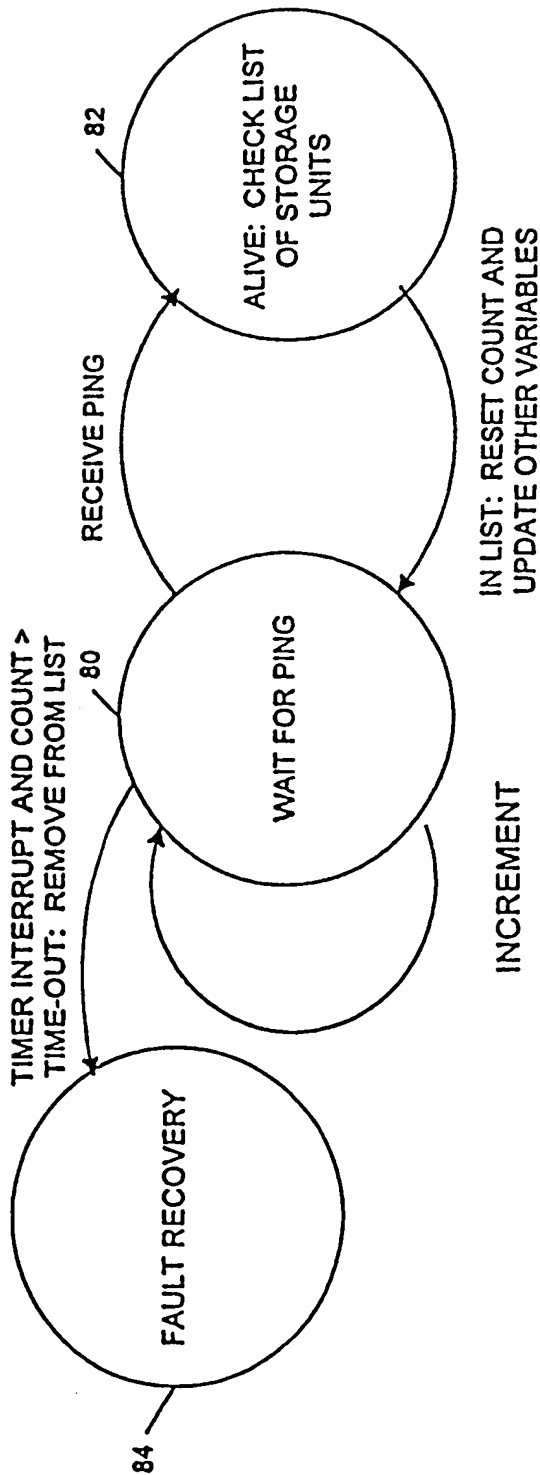 TIMER INTERRUPT AND COUNT >
TIME-OUT: REMOVE FROM LIST
84
FAULT RECOVERY
80
WAIT FOR PING
INCREMENT
RECEIVE PING
82
ALIVE: CHECK LIST
OF STORAGE
UNITS
IN LIST: RESET COUNT AND
UPDATE OTHER VARIABLES